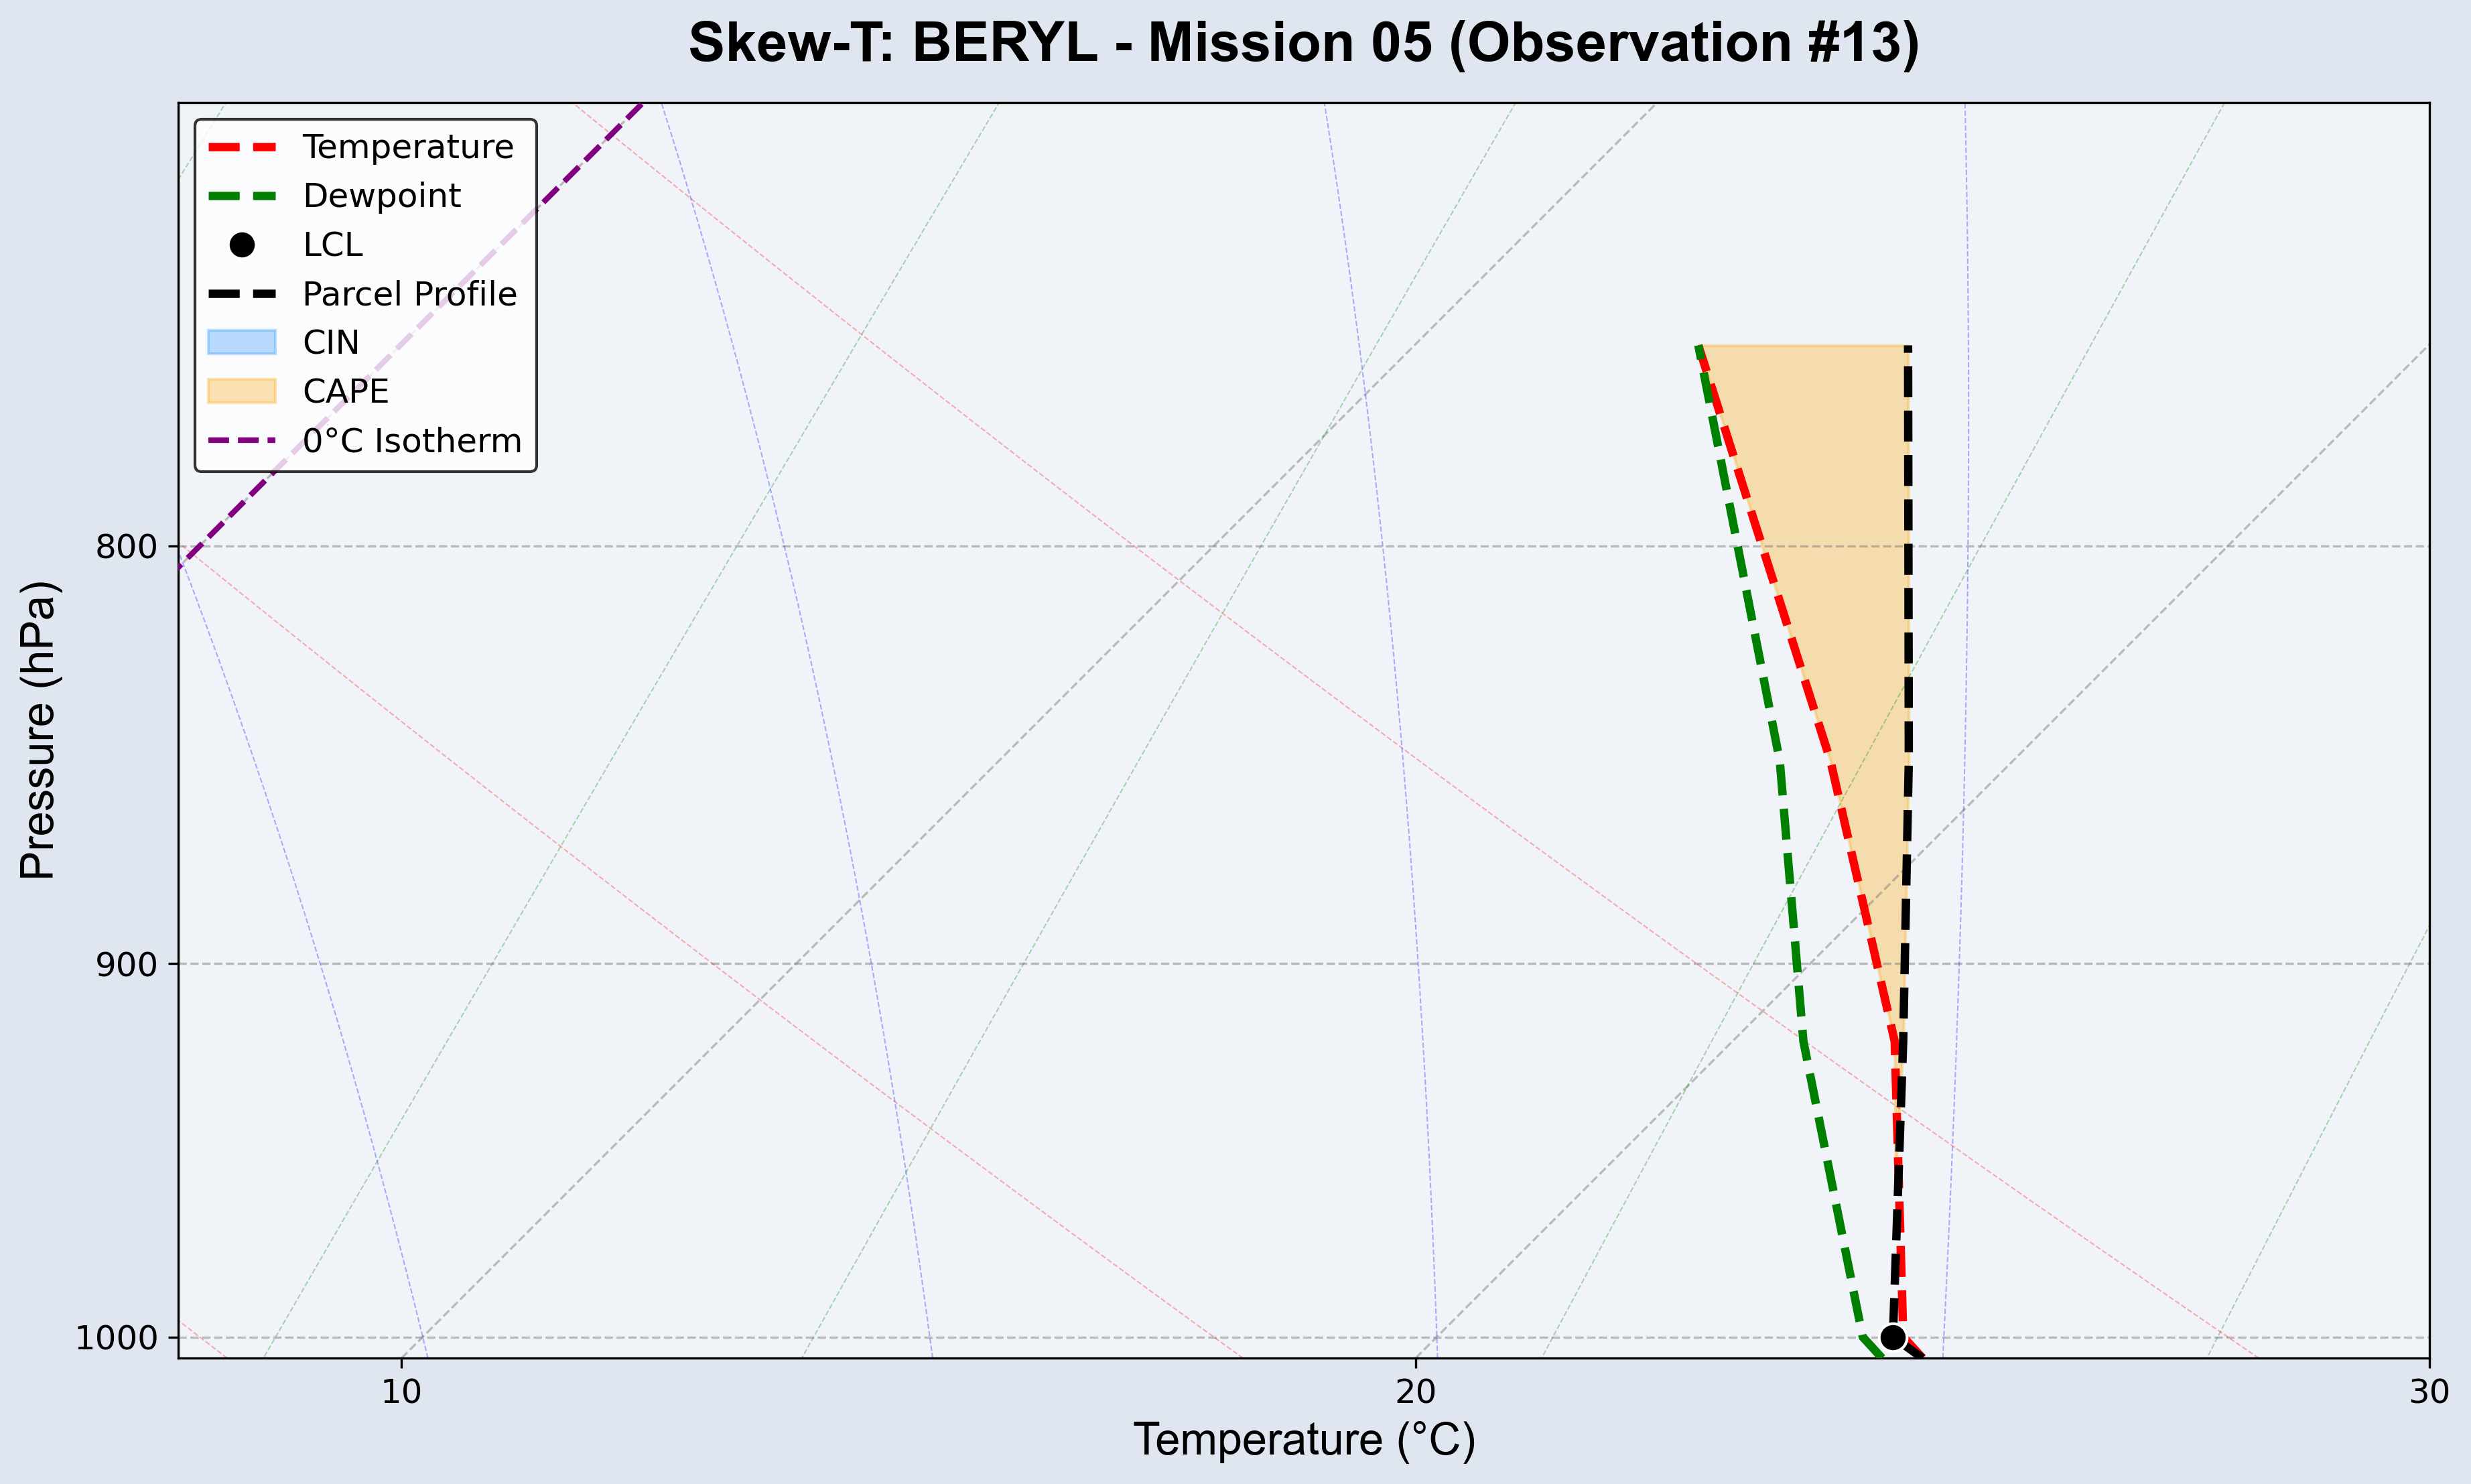 Skew-T: BERYL - Mission 05 (Observation #13)
Temperature
Dewpoint
LCL
Parcel Profile
CIN
CAPE
0°C Isotherm
Pressure (hPa)
800
900
1000
10
20
30
Temperature (°C)